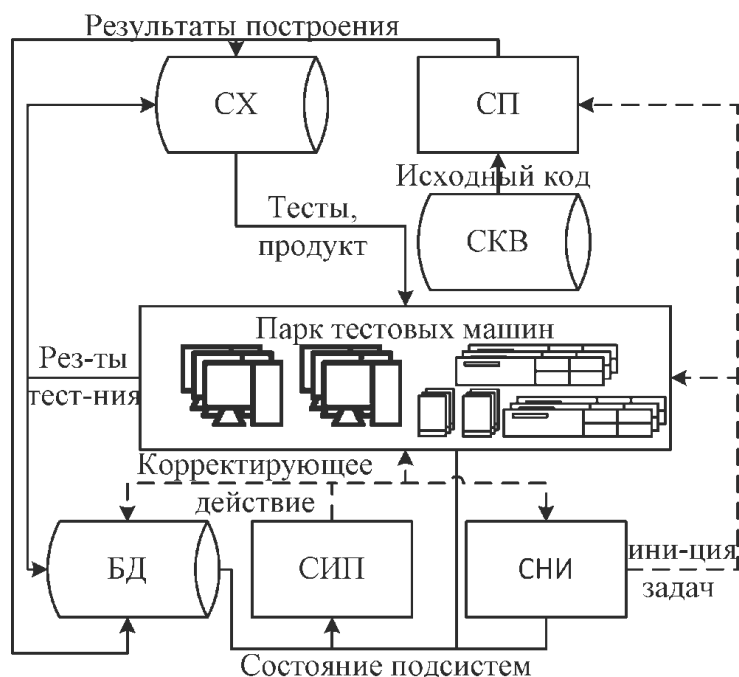 Результаты построения
СХ
СП
Исходный код
Тесты,
продукт
СКВ
Парк тестовых машин
Рез-ты
тест-ния
Корректирующее
действие
БД
СИП
СНИ
ини-ция
задач
Состояние подсистем